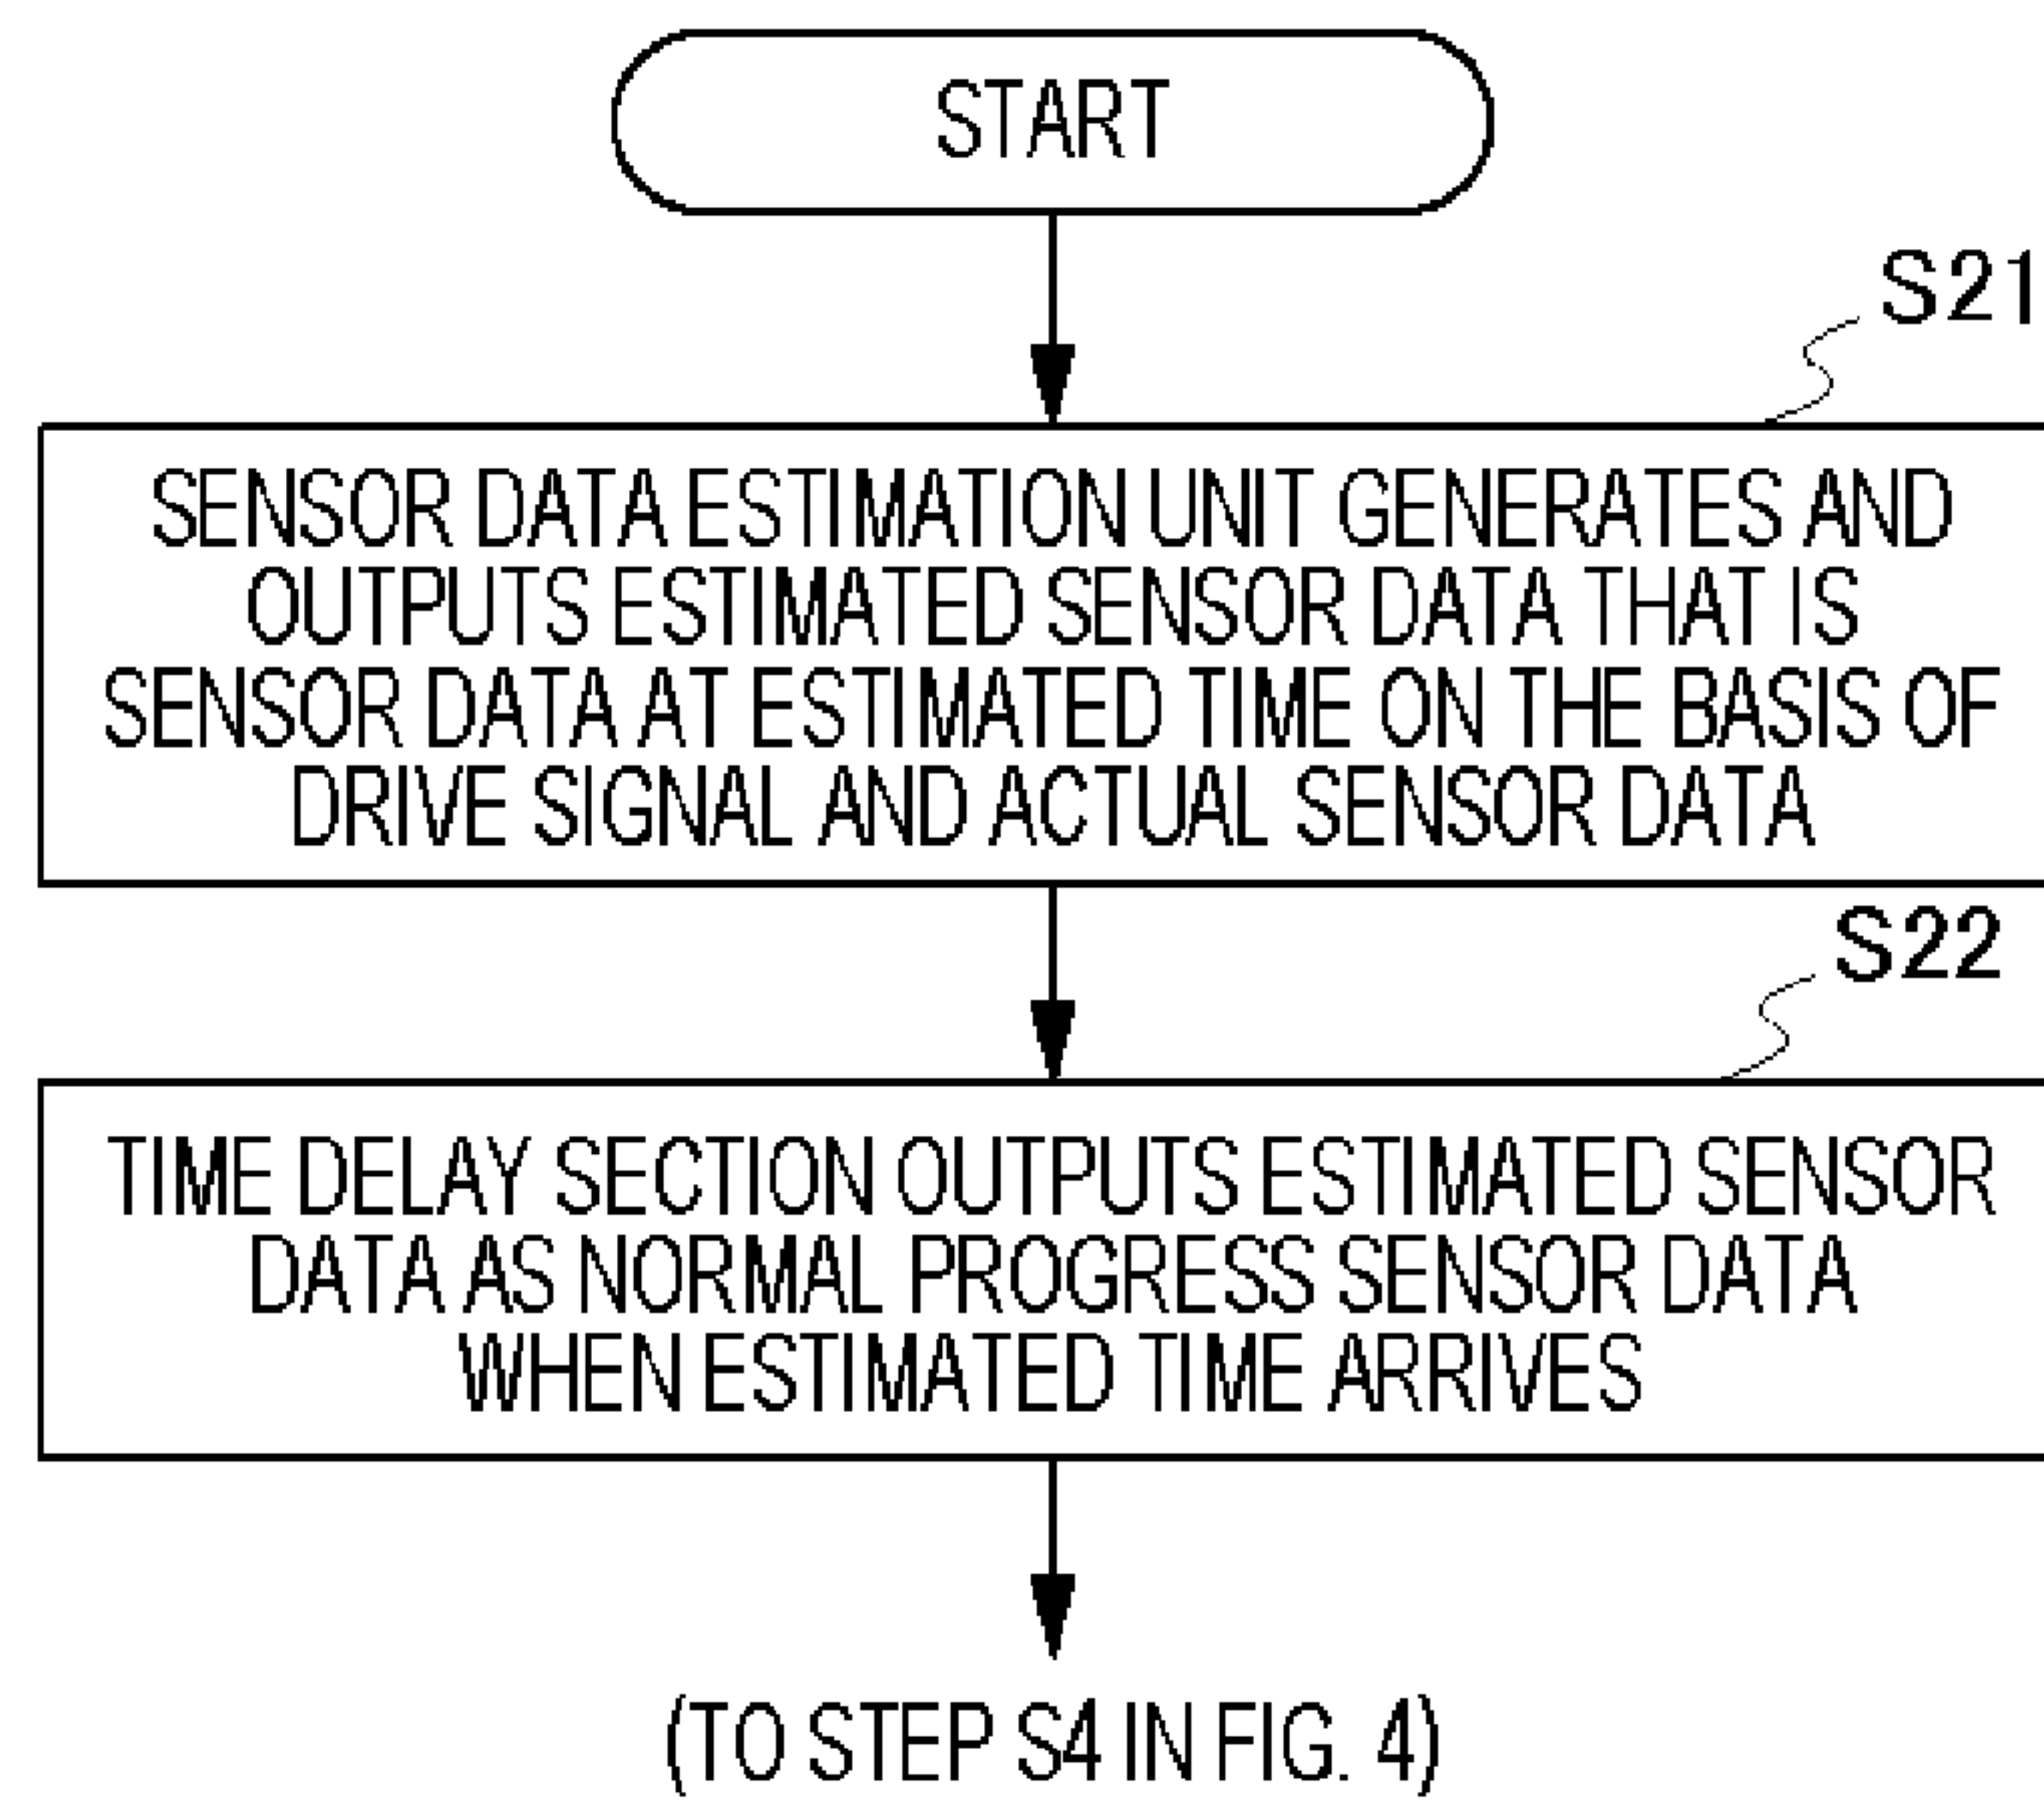 START
S21
SENSOR DATA ESTIMATION UNIT GENERATES AND
OUTPUTS ESTIMATED SENSOR DATA THAT IS
SENSOR DATA AT ESTIMATED TIME ON THE BASIS OF
DRIVE SIGNAL AND ACTUAL SENSOR DATA
S22
TIME DELAY SECTION OUTPUTS ESTIMATED SENSOR
DATA AS NORMAL PROGRESS SENSOR DATA
WHEN ESTIMATED TIME ARRIVES
(TO STEP S4 IN FIG. 4)